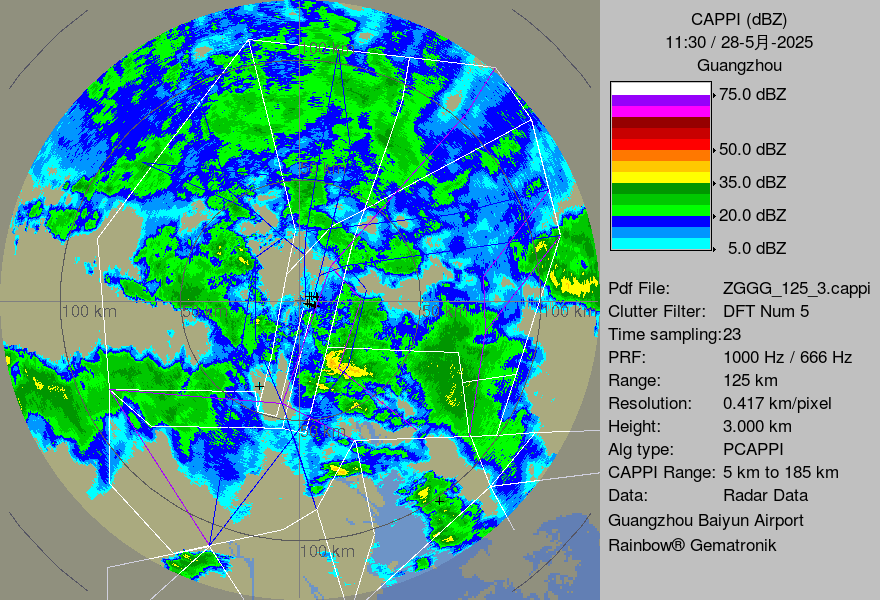 CAPPI (dBZ)
11:30 / 28-5月-2025
Guangzhou
75.0 dBZ
50.0 dBZ
35.0 dBZ
20.0 dBZ
5.0 dBZ
Pdf File: ZGGG_125_3.cappi
Clutter Filter: DFT Num 5
Time sampling:23
PRF: 1000 Hz / 666 Hz
Range: 125 km
Resolution: 0.417 km/pixel
Height: 3.000 km
Alg type: PCAPPI
CAPPI Range: 5 km to 185 km
Data: Radar Data
Guangzhou Baiyun Airport
Rainbow® Gematronik
100 km
100 km
50 km
50 km
100 km
50 km
100 km